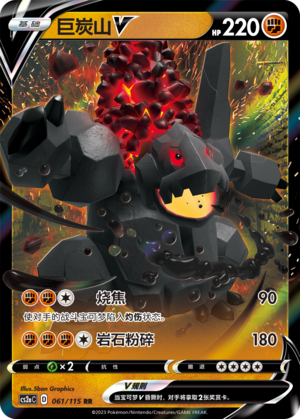 基础
巨炭山V
HP 220
烧焦 90
使对手的战斗宝可梦陷入灼伤状态。
岩石粉碎 180
弱点 ×2 抗性 撤退
V规则
当宝可梦V昏厥时，对手将拿取2张奖赏卡。
Illus. 5ban Graphics
CS3aC D 061/115 RR
©2023 Pokémon/Nintendo/Creatures/GAME FREAK